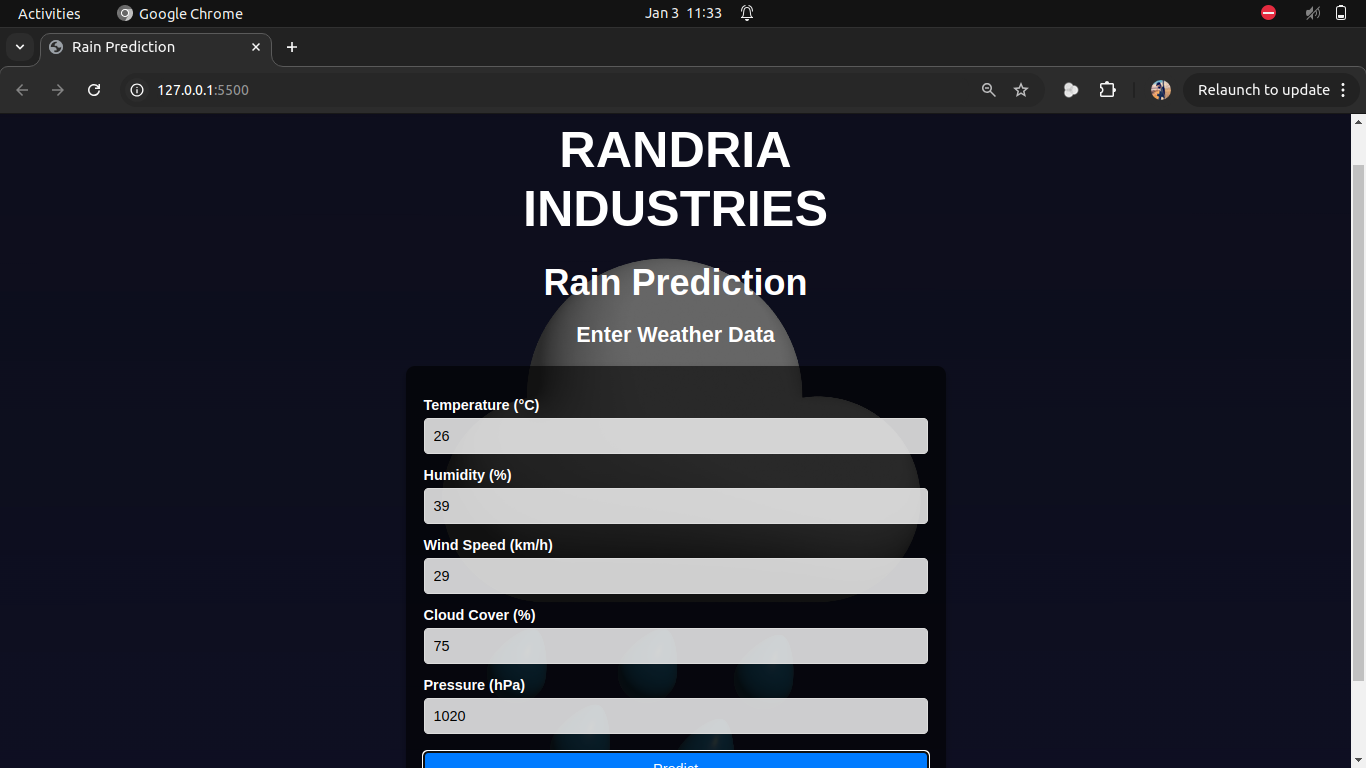 Activities
Google Chrome
Jan 3 11:33
Rain Prediction
127.0.0.1:5500
Relaunch to update
RANDRIA
INDUSTRIES
Rain Prediction
Enter Weather Data
Temperature (°C)
26
Humidity (%)
39
Wind Speed (km/h)
29
Cloud Cover (%)
75
Pressure (hPa)
1020
Predict